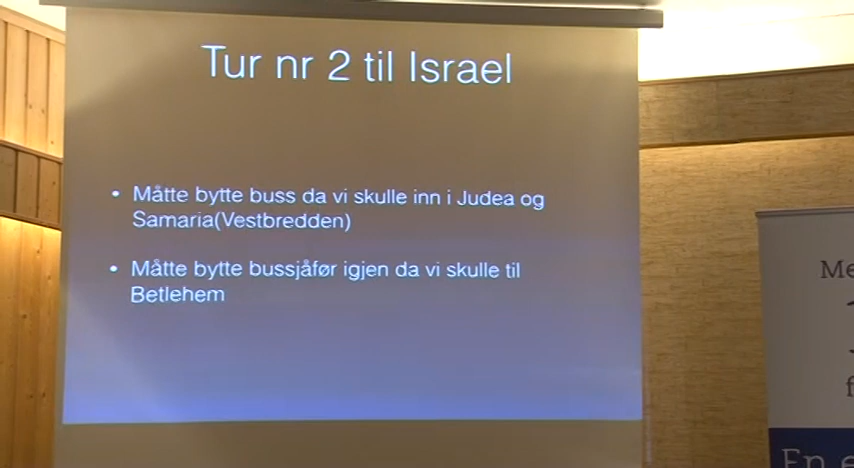 Tur nr 2 til Israel
• Måtte bytte buss da vi skulle inn i Judea og
Samaria(Vestbredden)
• Måtte bytte bussjåfør igjen da vi skulle til
Betlehem
En